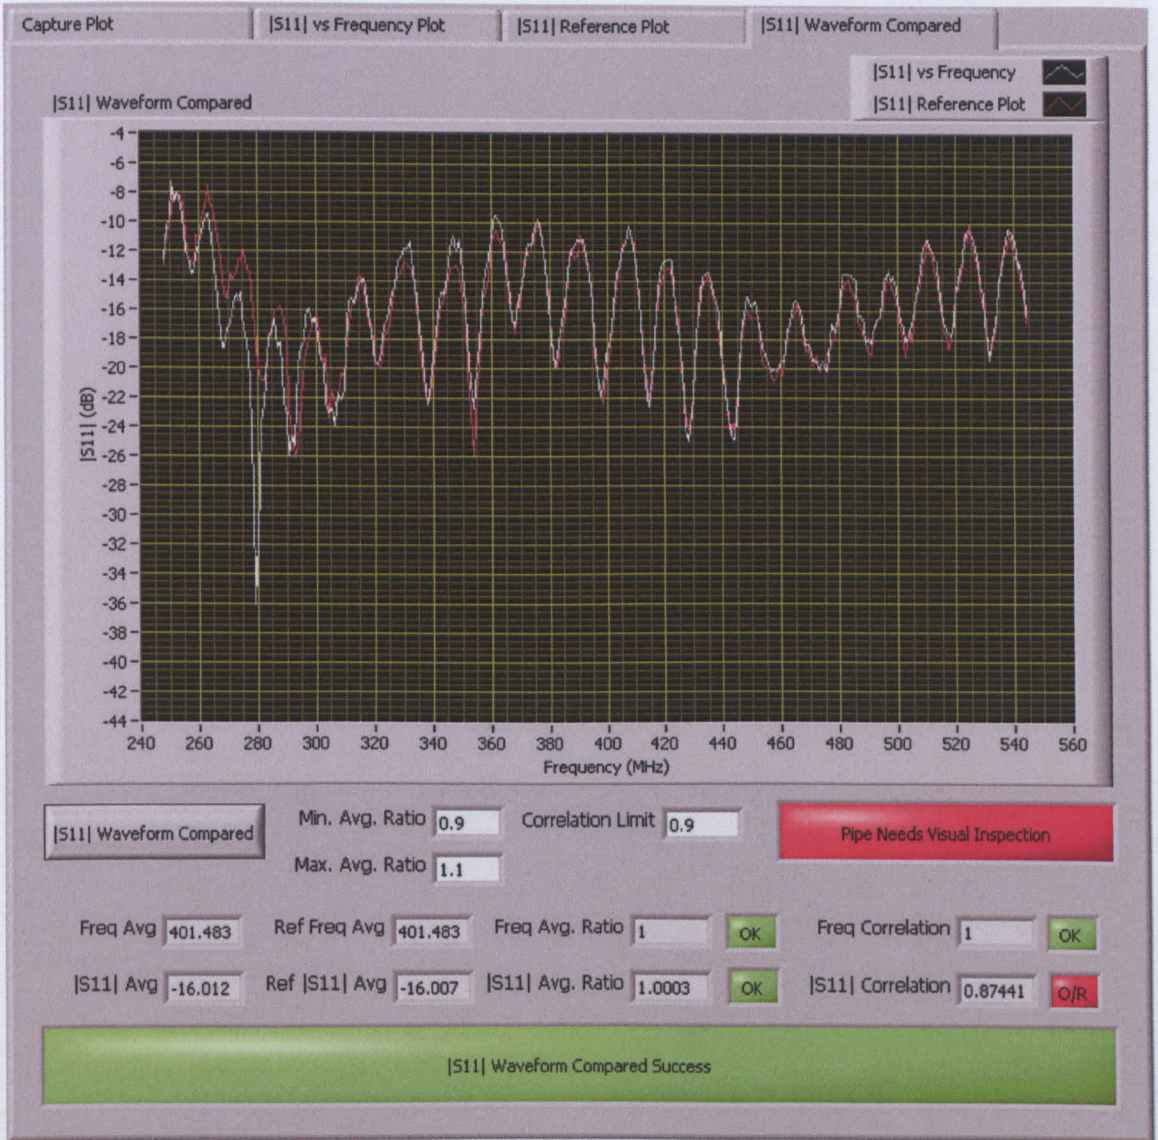 Capture Plot
|S11| vs Frequency Plot
|S11| Reference Plot
|S11| Waveform Compared
|S11| vs Frequency
|S11| Reference Plot
|S11| Waveform Compared
-4
-6
-8
-10
-12
-14
-16
-18
-20
-22
-24
-26
-28
-30
-32
-34
-36
-38
-40
-42
-44
|S11| (dB)
240 260 280 300 320 340 360 380 400 420 440 460 480 500 520 540 560
Frequency (MHz)
|S11| Waveform Compared
Min. Avg. Ratio 0.9
Correlation Limit 0.9
Pipe Needs Visual Inspection
Max. Avg. Ratio 1.1
Freq Avg 401.483 Ref Freq Avg 401.483 Freq Avg. Ratio 1 OK Freq Correlation 1 OK
|S11| Avg -16.012 Ref |S11| Avg -16.007 |S11| Avg. Ratio 1.0003 OK |S11| Correlation 0.87441 O/R
|S11| Waveform Compared Success